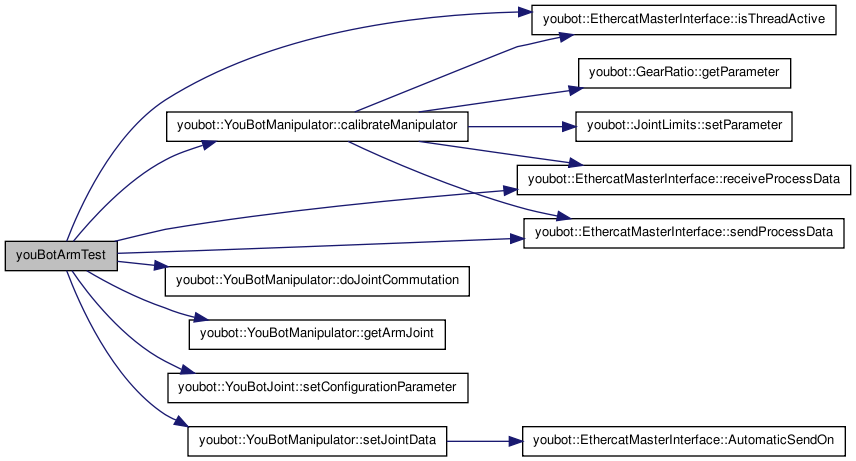 youbot::EthercatMasterInterface::isThreadActive
youbot::GearRatio::getParameter
youbot::YouBotManipulator::calibrateManipulator
youbot::JointLimits::setParameter
youbot::EthercatMasterInterface::receiveProcessData
youbot::EthercatMasterInterface::sendProcessData
youBotArmTest
youbot::YouBotManipulator::doJointCommutation
youbot::YouBotManipulator::getArmJoint
youbot::YouBotJoint::setConfigurationParameter
youbot::YouBotManipulator::setJointData
youbot::EthercatMasterInterface::AutomaticSendOn